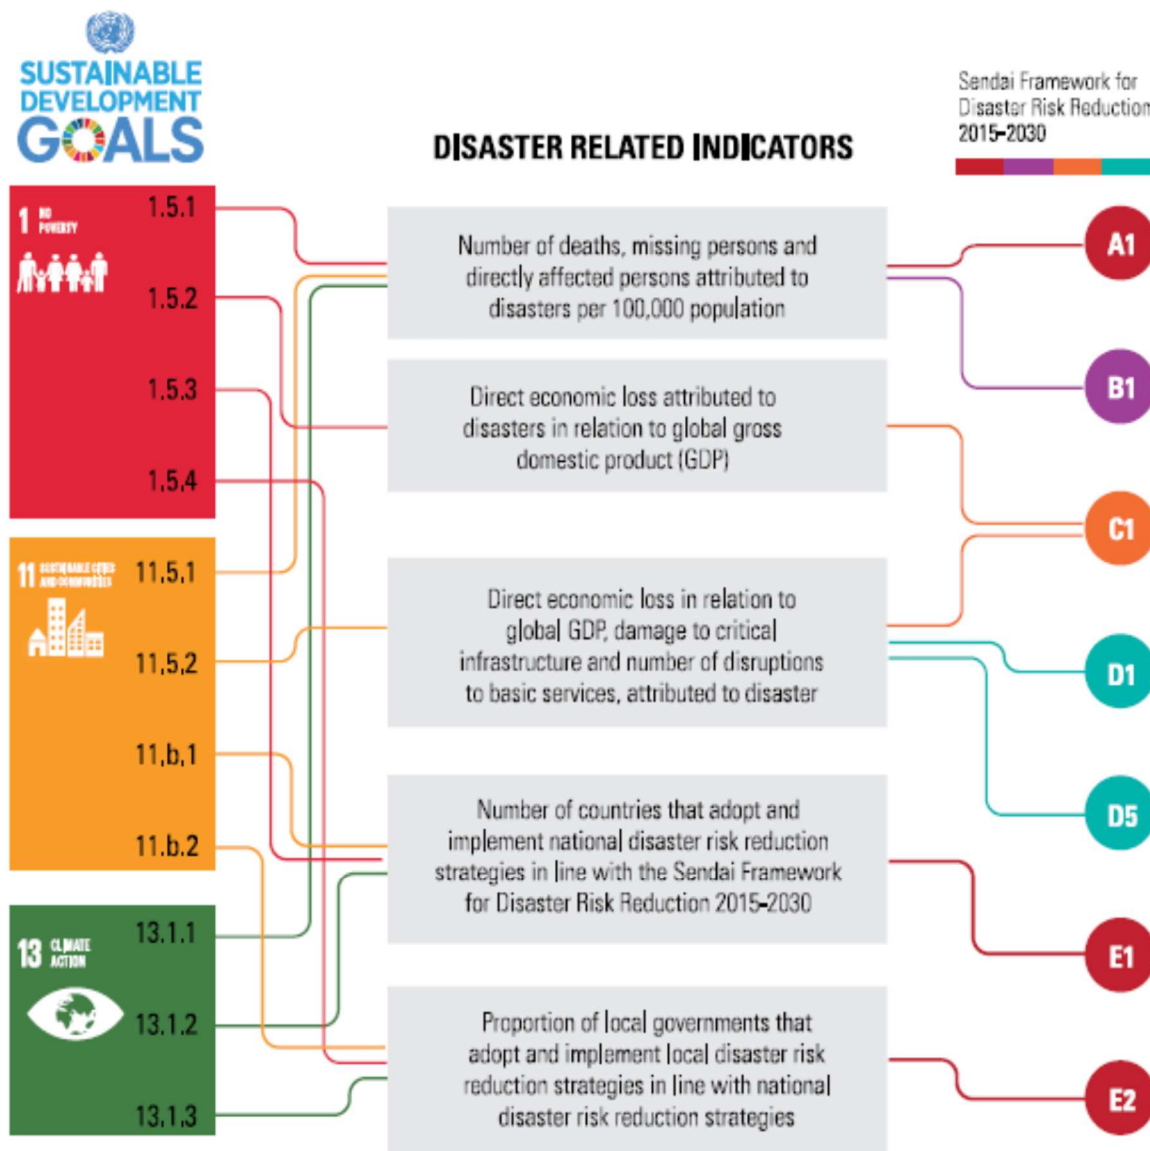 SUSTAINABLE
DEVELOPMENT
GOALS
DISASTER RELATED INDICATORS
Sendai Framework for
Disaster Risk Reduction
2015-2030
1 NO
POVERTY
1.5.1
1.5.2
1.5.3
1.5.4
11 SUSTAINABLE CITIES
AND COMMUNITIES
11.5.1
11.5.2
11.b.1
11.b.2
13 CLIMATE
ACTION
13.1.1
13.1.2
13.1.3
Number of deaths, missing persons and
directly affected persons attributed to
disasters per 100,000 population
Direct economic loss attributed to
disasters in relation to global gross
domestic product (GDP)
Direct economic loss in relation to
global GDP, damage to critical
infrastructure and number of disruptions
to basic services, attributed to disaster
Number of countries that adopt and
implement national disaster risk reduction
strategies in line with the Sendai Framework
for Disaster Risk Reduction 2015-2030
Proportion of local governments that
adopt and implement local disaster risk
reduction strategies in line with national
disaster risk reduction strategies
A1
B1
C1
D1
D5
E1
E2